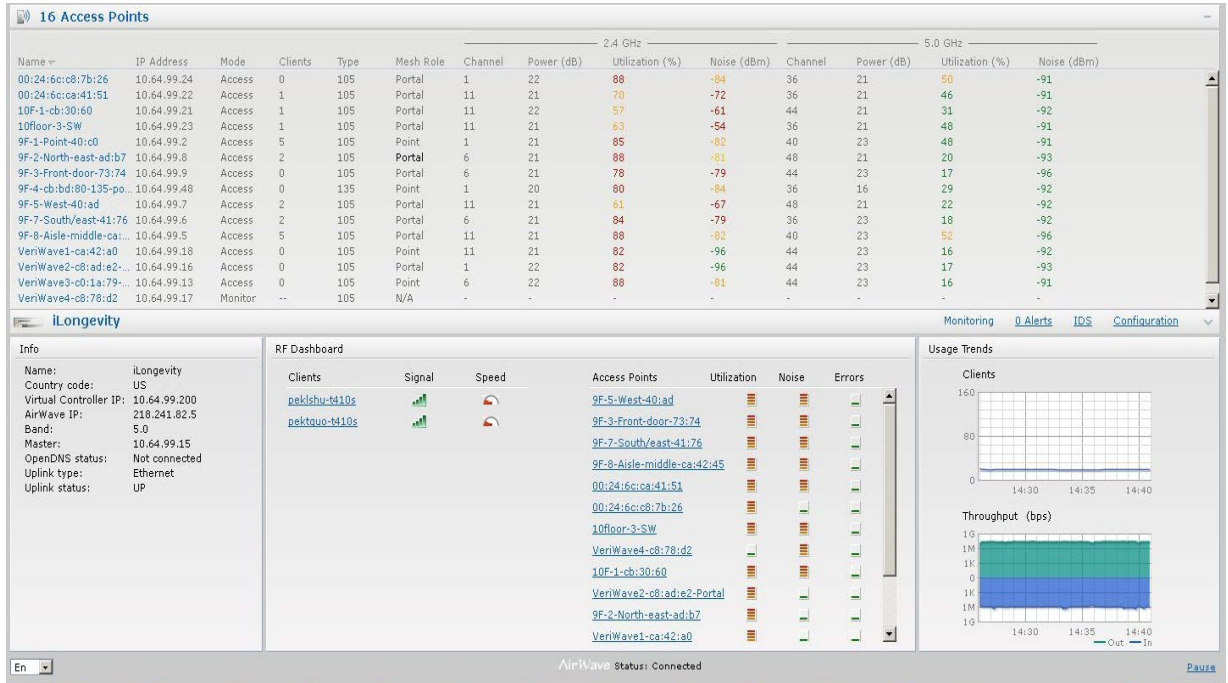 16 Access Points
2.4 GHz 5.0 GHz
Name IP Address Mode Clients Type Mesh Role Channel Power (dB) Utilization (%) Noise (dBm) Channel Power (dB) Utilization (%) Noise (dBm)
00:24:6c:c8:7b:26 10.64.99.24 Access 0 105 Portal 1 22 88 -84 36 21 50 -91
00:24:6c:ca:41:51 10.64.99.22 Access 1 105 Portal 11 21 70 -72 36 21 46 -91
10F-1-cb:30:60 10.64.99.21 Access 1 105 Portal 11 22 57 -61 44 21 31 -92
10floor-3-SW 10.64.99.23 Access 1 105 Portal 11 21 63 -54 36 21 48 -91
9F-1-Point-40:c0 10.64.99.2 Access 5 105 Point 1 21 85 -82 40 23 48 -91
9F-2-North-east-ad:b7 10.64.99.8 Access 2 105 Portal 6 21 88 -81 48 21 20 -93
9F-3-Front-door-73:74 10.64.99.9 Access 0 105 Portal 6 21 78 -79 44 23 17 -96
9F-4-cb:bd:80-135-po... 10.64.99.48 Access 0 135 Point 1 20 80 -84 36 16 29 -92
9F-5-West-40:ad 10.64.99.7 Access 2 105 Portal 11 21 61 -67 48 21 22 -92
9F-7-South/east-41:76 10.64.99.6 Access 2 105 Portal 6 21 84 -79 36 23 18 -92
9F-8-Aisle-middle-ca:... 10.64.99.5 Access 5 105 Portal 11 21 88 -82 40 23 52 -96
VeriWave1-ca:42:a0 10.64.99.18 Access 0 105 Point 11 21 82 -96 44 23 16 -92
VeriWave2-c8:ad:e2-... 10.64.99.16 Access 0 105 Portal 1 22 82 -96 44 23 17 -93
VeriWave3-c0:1a:79-... 10.64.99.13 Access 0 105 Point 6 22 88 -81 44 23 16 -91
VeriWave4-c8:78:d2 10.64.99.17 Monitor -- 105 N/A - - - - - - - -
iLongevity Monitoring 0 Alerts IDS Configuration
Info
Name: iLongevity
Country code: US
Virtual Controller IP: 10.64.99.200
AirWave IP: 218.241.82.5
Band: 5.0
Master: 10.64.99.15
OpenDNS status: Not connected
Uplink type: Ethernet
Uplink status: UP
RF Dashboard
Clients Signal Speed
peklshu-t410s
pektquo-t410s
Access Points Utilization Noise Errors
9F-5-West-40:ad
9F-3-Front-door-73:74
9F-7-South/east-41:76
9F-8-Aisle-middle-ca:42:45
00:24:6c:ca:41:51
00:24:6c:c8:7b:26
10floor-3-SW
VeriWave4-c8:78:d2
10F-1-cb:30:60
VeriWave2-c8:ad:e2-Portal
9F-2-North-east-ad:b7
VeriWave1-ca:42:a0
Usage Trends
Clients
160
80
0
14:30 14:35 14:40
Throughput (bps)
1G
1M
1K
0
1K
1M
1G
14:30 14:35 14:40
Out In
En
AirWave Status: Connected
Pause